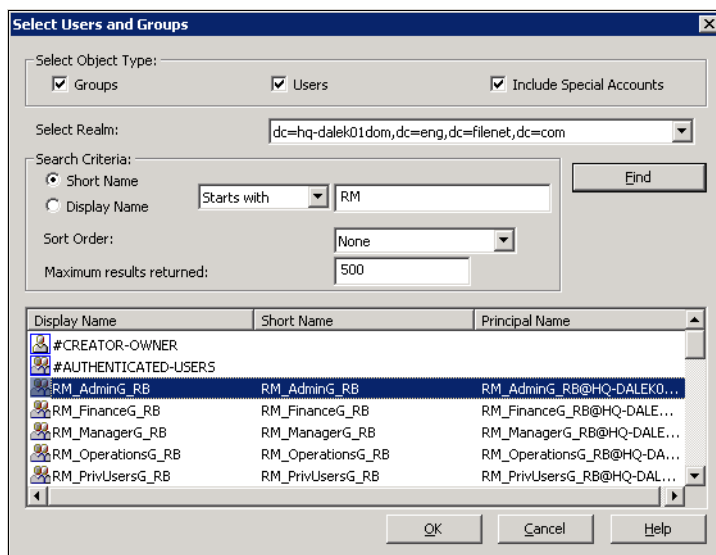 Select Users and Groups
Select Object Type:
Groups Users Include Special Accounts
Select Realm: dc=hq-dalek01dom,dc=eng,dc=filenet,dc=com
Search Criteria:
Short Name
Display Name
Starts with RM
Find
Sort Order: None
Maximum results returned: 500
Display Name Short Name Principal Name
#CREATOR-OWNER
#AUTHENTICATED-USERS
RM_AdminG_RB RM_AdminG_RB RM_AdminG_RB@HQ-DALEK0...
RM_FinanceG_RB RM_FinanceG_RB RM_FinanceG_RB@HQ-DALE...
RM_ManagerG_RB RM_ManagerG_RB RM_ManagerG_RB@HQ-DALE...
RM_OperationsG_RB RM_OperationsG_RB RM_OperationsG_RB@HQ-DA...
RM_PrivUsersG_RB RM_PrivUsersG_RB RM_PrivUsersG_RB@HQ-DAL...
OK Cancel Help